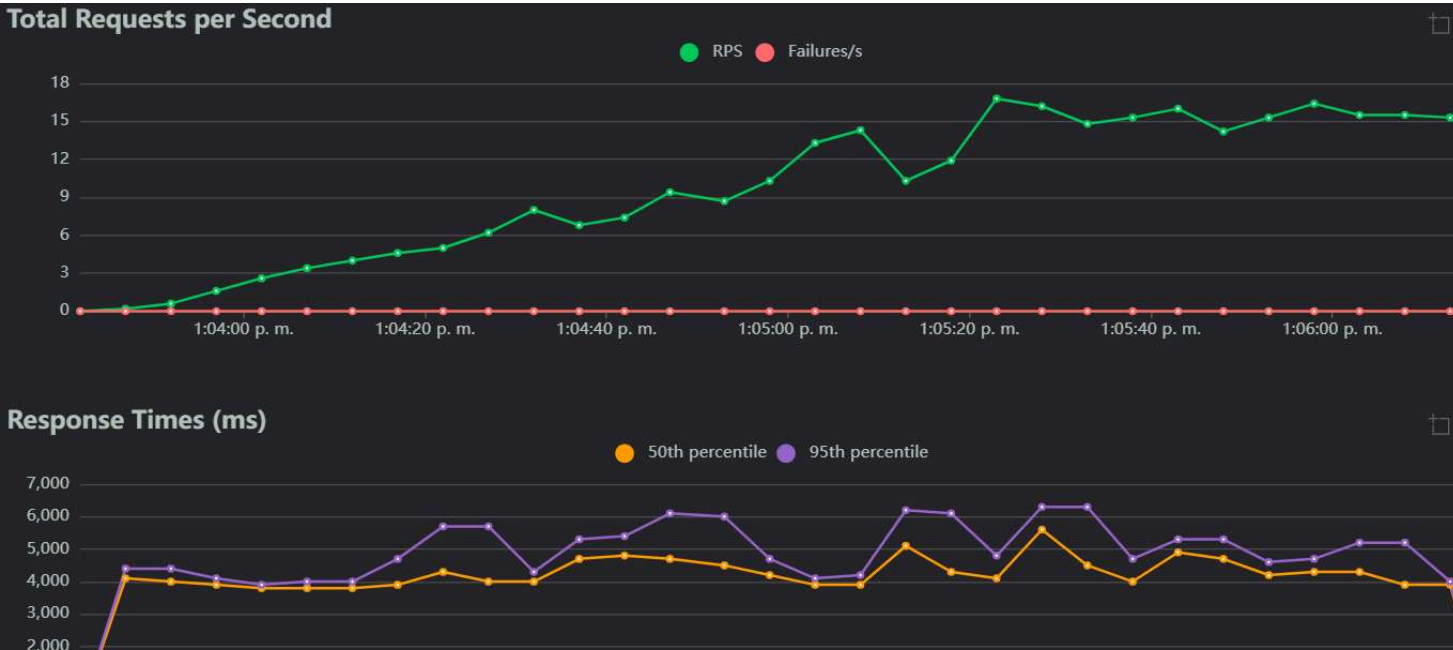 Total Requests per Second
RPS Failures/s
18
15
12
9
6
3
0
1:04:00 p. m. 1:04:20 p. m. 1:04:40 p. m. 1:05:00 p. m. 1:05:20 p. m. 1:05:40 p. m. 1:06:00 p. m.
Response Times (ms)
50th percentile 95th percentile
7,000
6,000
5,000
4,000
3,000
2,000